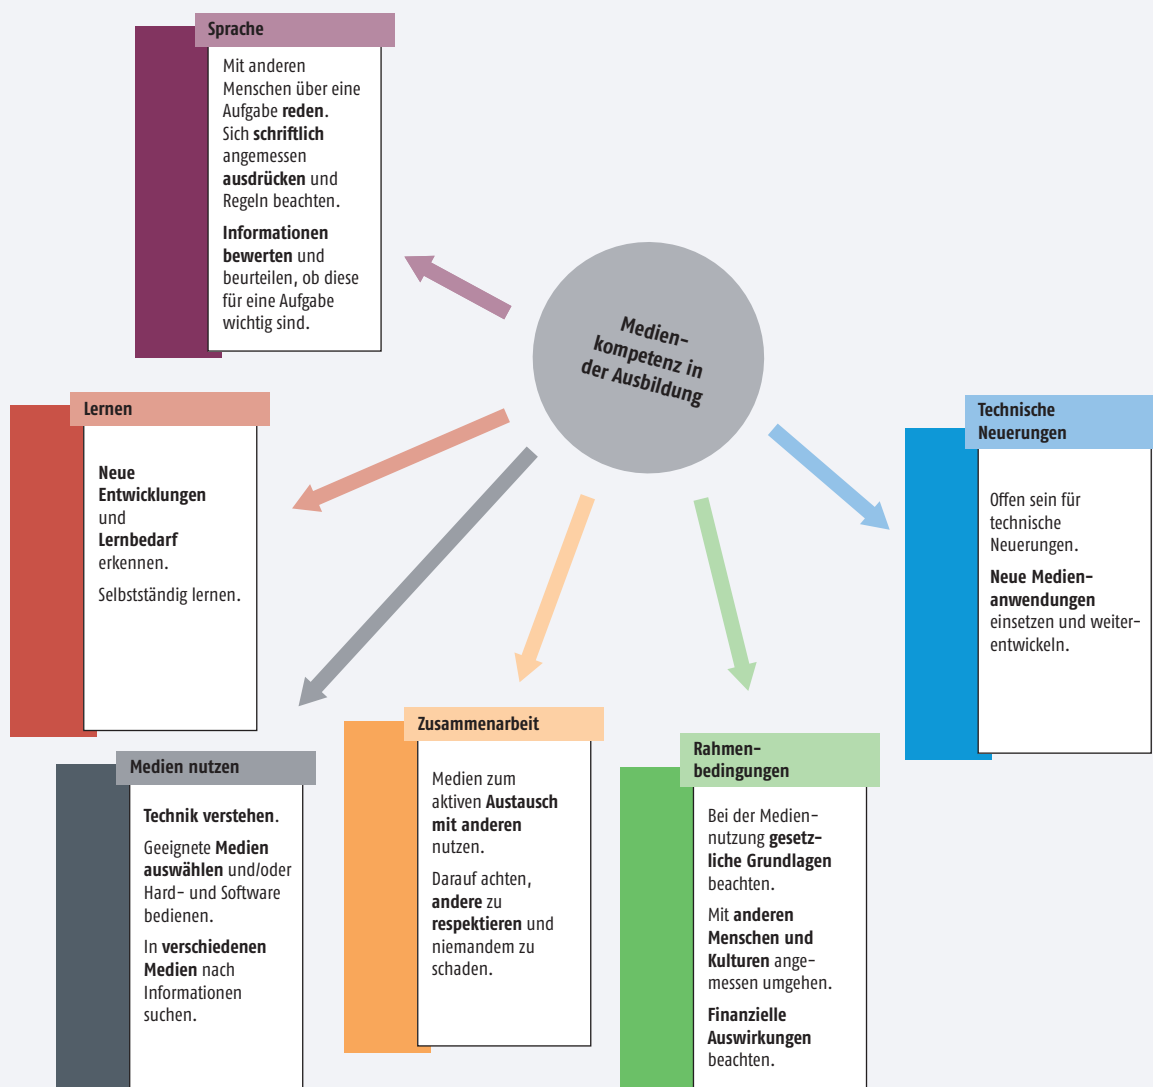 Sprache
Mit anderen
Menschen über eine
Aufgabe reden.
Sich schriftlich
angemessen
ausdrücken und
Regeln beachten.
Informationen
bewerten und
beurteilen, ob diese
für eine Aufgabe
wichtig sind.
Medien-
kompetenz in
der Ausbildung
Lernen
Neue
Entwicklungen
und
Lernbedarf
erkennen.
Selbstständig lernen.
Technische
Neuerungen
Offen sein für
technische
Neuerungen.
Neue Medien-
anwendungen
einsetzen und weiter-
entwickeln.
Medien nutzen
Technik verstehen.
Geeignete Medien
auswählen und/oder
Hard- und Software
bedienen.
In verschiedenen
Medien nach
Informationen
suchen.
Zusammenarbeit
Medien zum
aktiven Austausch
mit anderen
nutzen.
Darauf achten,
andere zu
respektieren und
niemandem zu
schaden.
Rahmen-
bedingungen
Bei der Medien-
nutzung gesetz-
liche Grundlagen
beachten.
Mit anderen
Menschen und
Kulturen ange-
messen umgehen.
Finanzielle
Auswirkungen
beachten.